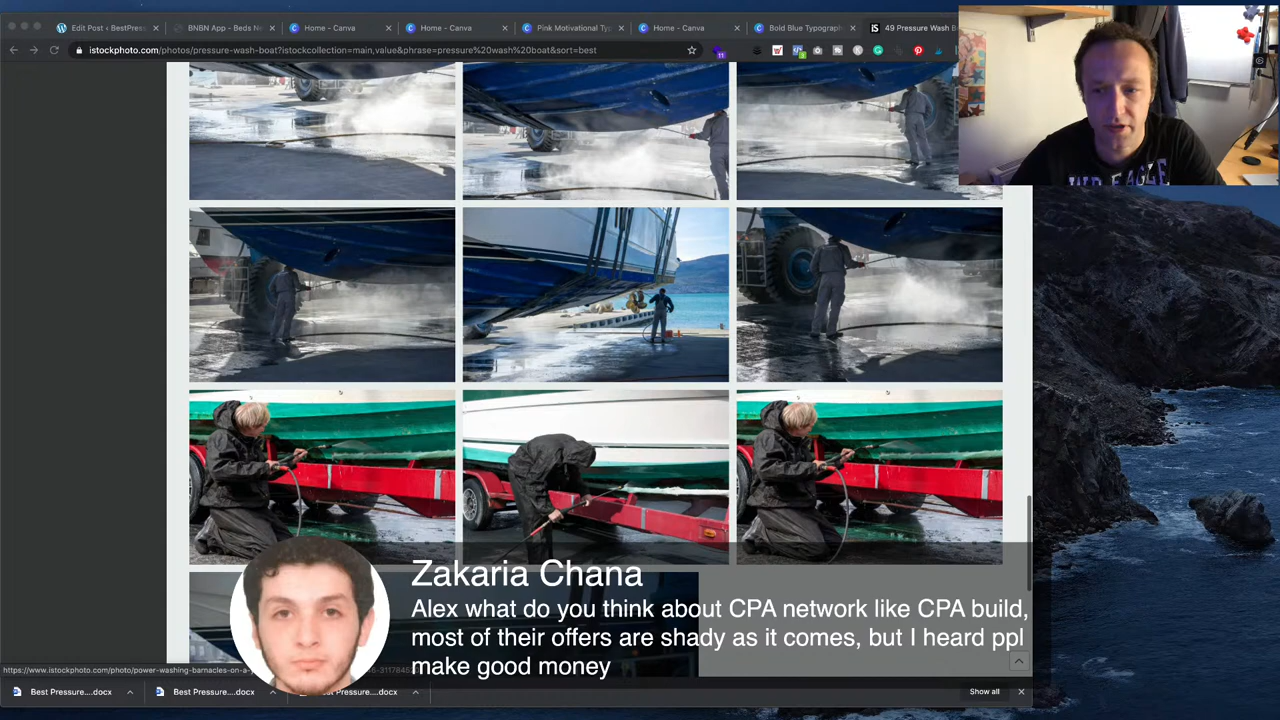 Edit Post < BestPress
BNBN App - Beds Ne
Home - Canva
Home - Canva
Pink Motivational Typ
Home - Canva
Bold Blue Typograph
49 Pressure Wash B
istockphoto.com/photos/pressure-wash-boat?istockcollection=main,value&phrase=pressure%20wash%20boat&sort=best
11
Zakaria Chana
Alex what do you think about CPA network like CPA build,
most of their offers are shady as it comes, but I heard ppl
make good money
https://www.istockphoto.com/photo/power-washing-barnacles-on-a-
Best Pressure....docx
Best Pressure....docx
Best Pressure....docx
Show all